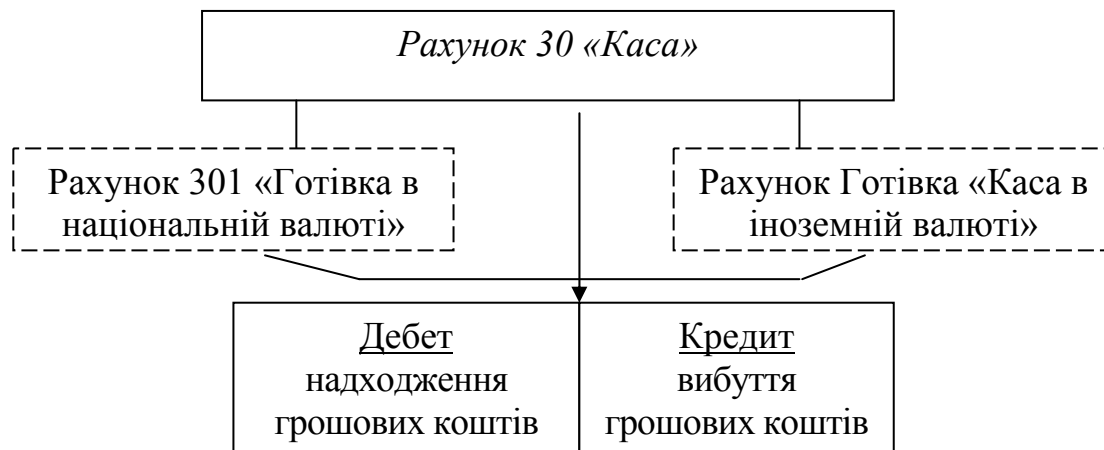 Рахунок 30 «Каса»
Рахунок 301 «Готівка в
національній валюті»
Рахунок Готівка «Каса в
іноземній валюті»
Дебет
надходження
грошових коштів
Кредит
вибуття
грошових коштів